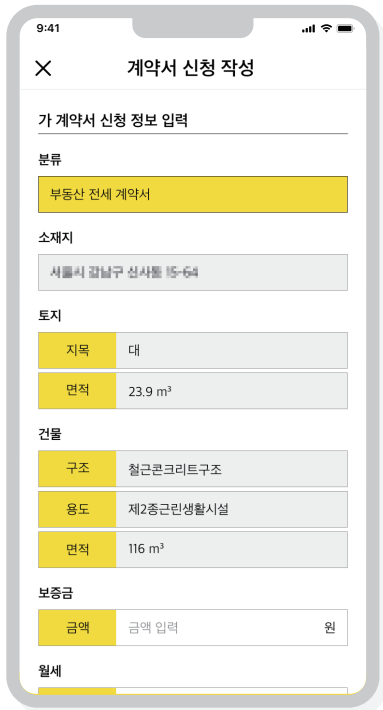 9:41
계약서 신청 작성
가 계약서 신청 정보 입력
분류
부동산 전세 계약서
소재지
토지
지목 대
면적 23.9 m³
건물
구조 철근콘크리트구조
용도 제2종근린생활시설
면적 116 m³
보증금
금액 금액 입력 원
월세